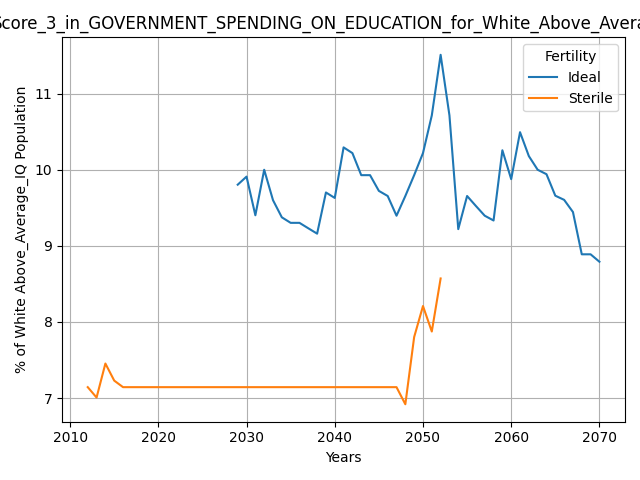 Score_3_in_GOVERNMENT_SPENDING_ON_EDUCATION_for_White_Above_Avera
% of White Above_Average_IQ Population
11
10
9
8
7
Fertility
Ideal
Sterile
2010 2020 2030 2040 2050 2060 2070
Years